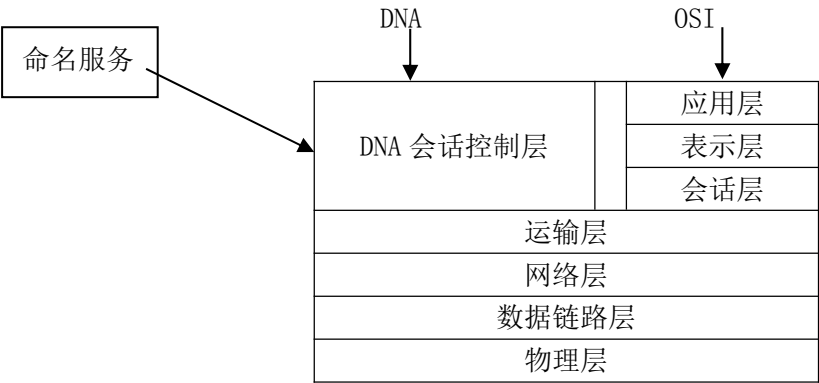 DNA
OSI
命名服务
DNA 会话控制层
应用层
表示层
会话层
运输层
网络层
数据链路层
物理层